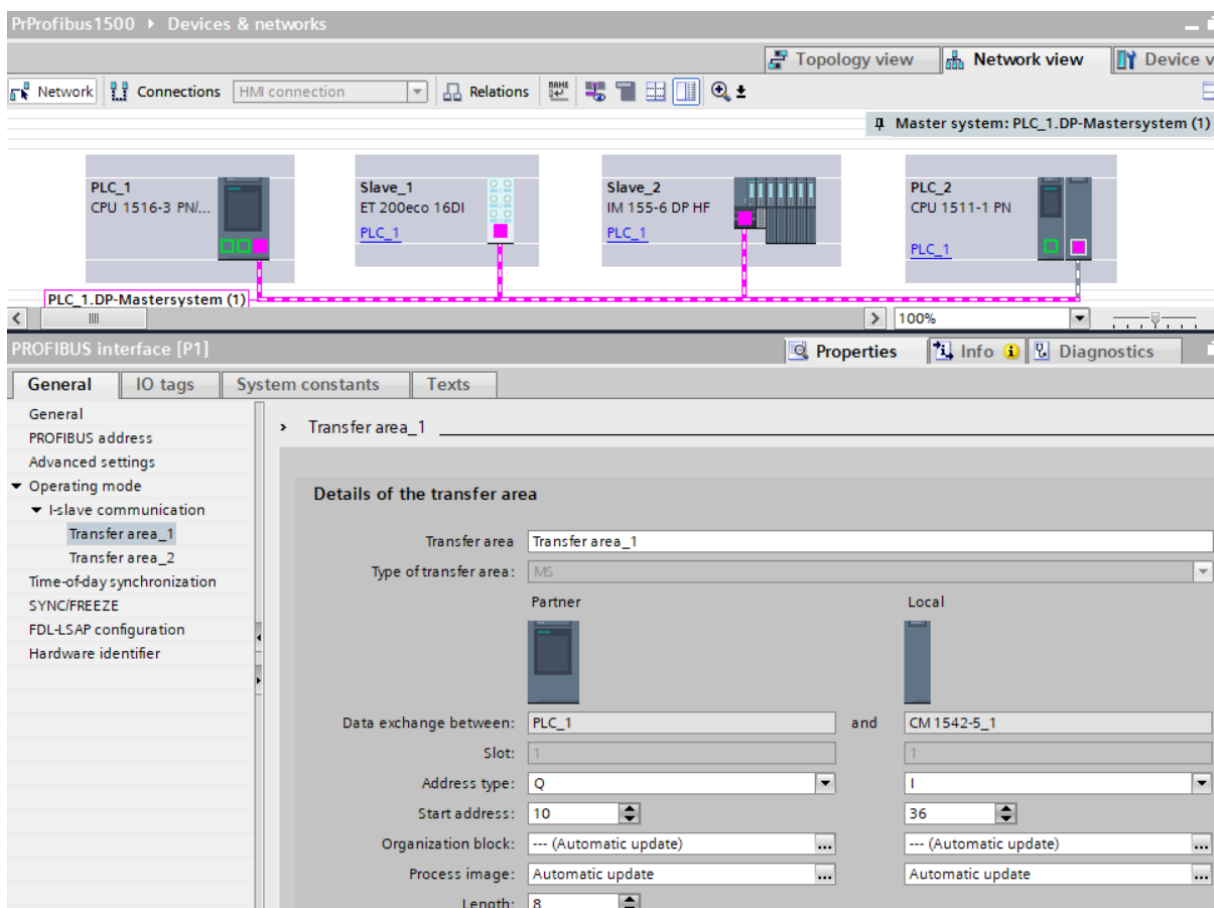 PrProfibus1500 ▸ Devices & networks
Topology view Network view Device v
Network Connections HMI connection Relations
Master system: PLC_1.DP-Mastersystem (1)
PLC_1 Slave_1 Slave_2 PLC_2
CPU 1516-3 PN/... ET 200eco 16DI IM 155-6 DP HF CPU 1511-1 PN
PLC_1 PLC_1 PLC_1
PLC_1.DP-Mastersystem (1)
100%
PROFIBUS interface [P1] Properties Info Diagnostics
General IO tags System constants Texts
General
PROFIBUS address
Advanced settings
Operating mode
I-slave communication
Transfer area_1
Transfer area_2
Time-of-day synchronization
SYNC/FREEZE
FDL-LSAP configuration
Hardware identifier
Transfer area_1
Details of the transfer area
Transfer area Transfer area_1
Type of transfer area: MS
Partner Local
Data exchange between: PLC_1 and CM 1542-5_1
Slot: 1 1
Address type: Q I
Start address: 10 36
Organization block: --- (Automatic update) ... --- (Automatic update) ...
Process image: Automatic update ... Automatic update ...
Length: 8